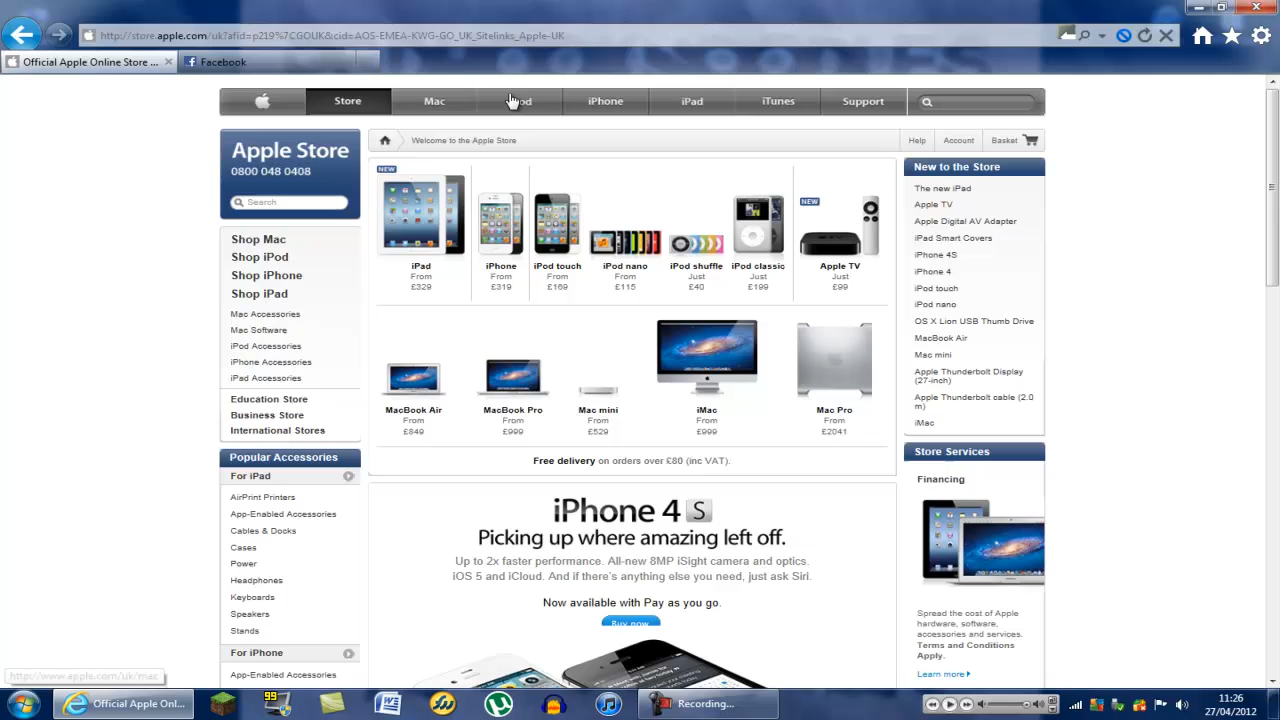 http://store.apple.com/uk?afid=p219%7CGOUK&cid=AOS-EMEA-KWG-GO_UK_Sitelinks_Apple-UK
Official Apple Online Store ...
Facebook
Store
Mac
iPhone
iPad
iTunes
Support
Apple Store
0800 048 0408
Search
Welcome to the Apple Store
Help
Account
Basket
Shop Mac
Shop iPod
Shop iPhone
Shop iPad
Mac Accessories
Mac Software
iPod Accessories
iPhone Accessories
iPad Accessories
Education Store
Business Store
International Stores
Popular Accessories
For iPad
AirPrint Printers
App-Enabled Accessories
Cables & Docks
Cases
Power
Headphones
Keyboards
Speakers
Stands
For iPhone
App-Enabled Accessories
NEW
iPad
From
£329
iPhone
From
£319
iPod touch
From
£169
iPod nano
From
£115
iPod shuffle
Just
£40
iPod classic
Just
£199
NEW
Apple TV
Just
£99
MacBook Air
From
£849
MacBook Pro
From
£999
Mac mini
From
£529
iMac
From
£999
Mac Pro
From
£2041
Free delivery on orders over £80 (inc VAT).
iPhone 4 S
Picking up where amazing left off.
Up to 2x faster performance. All-new 8MP iSight camera and optics.
iOS 5 and iCloud. And if there's anything else you need, just ask Siri.
Now available with Pay as you go.
Buy now
New to the Store
The new iPad
Apple TV
Apple Digital AV Adapter
iPad Smart Covers
iPhone 4S
iPhone 4
iPod touch
iPod nano
OS X Lion USB Thumb Drive
MacBook Air
Mac mini
Apple Thunderbolt Display
(27-inch)
Apple Thunderbolt cable (2.0
m)
iMac
Store Services
Financing
Spread the cost of Apple
hardware, software,
accessories and services.
Terms and Conditions
Apply.
Learn more
http://www.apple.com/uk/mac
Official Apple Onl...
99
Recording...
11:26
27/04/2012